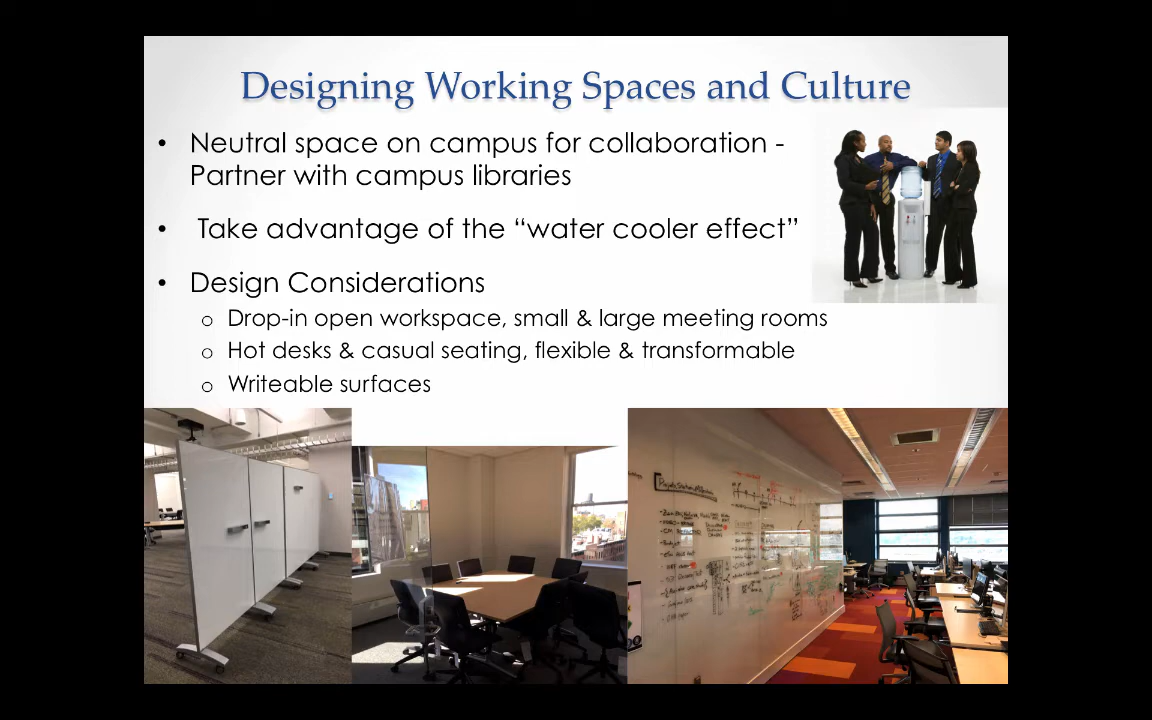 Designing Working Spaces and Culture
• Neutral space on campus for collaboration -
Partner with campus libraries
• Take advantage of the “water cooler effect”
• Design Considerations
o Drop-in open workspace, small & large meeting rooms
o Hot desks & casual seating, flexible & transformable
o Writeable surfaces